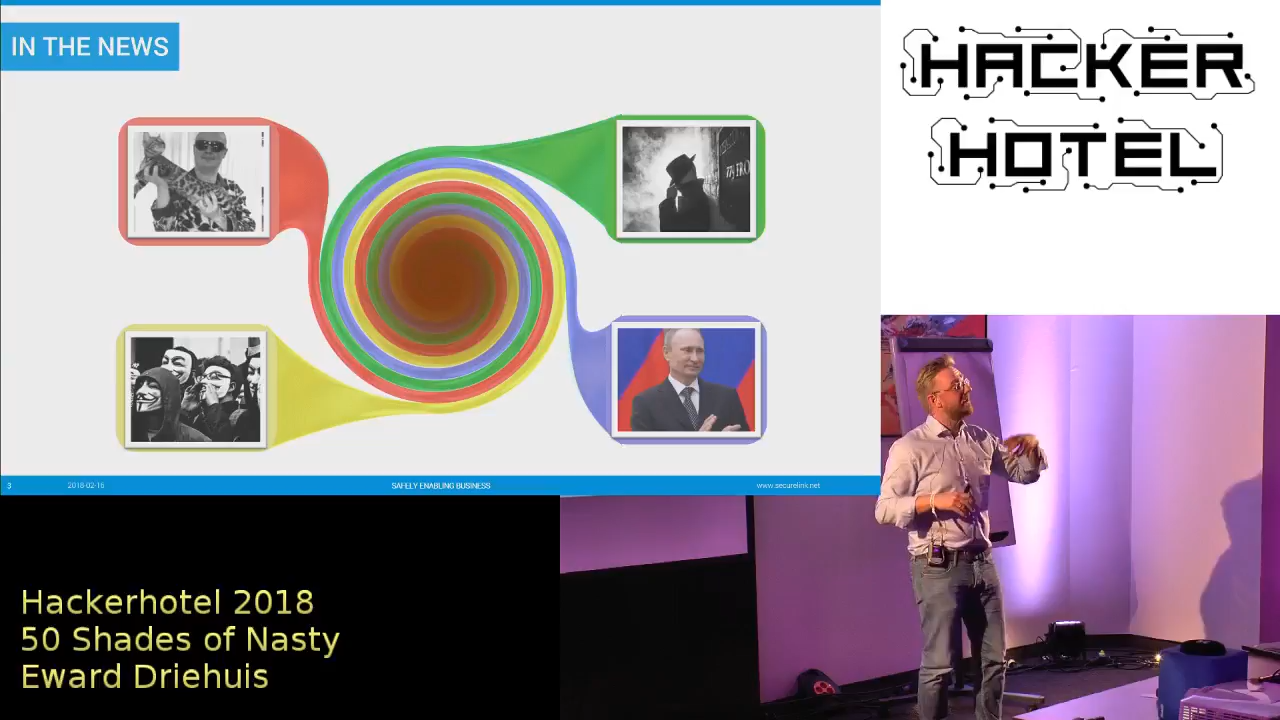 IN THE NEWS
HACKER
HOTEL
3
2018-02-16
SAFELY ENABLING BUSINESS
www.securelink.net
Hackerhotel 2018
50 Shades of Nasty
Eward Driehuis